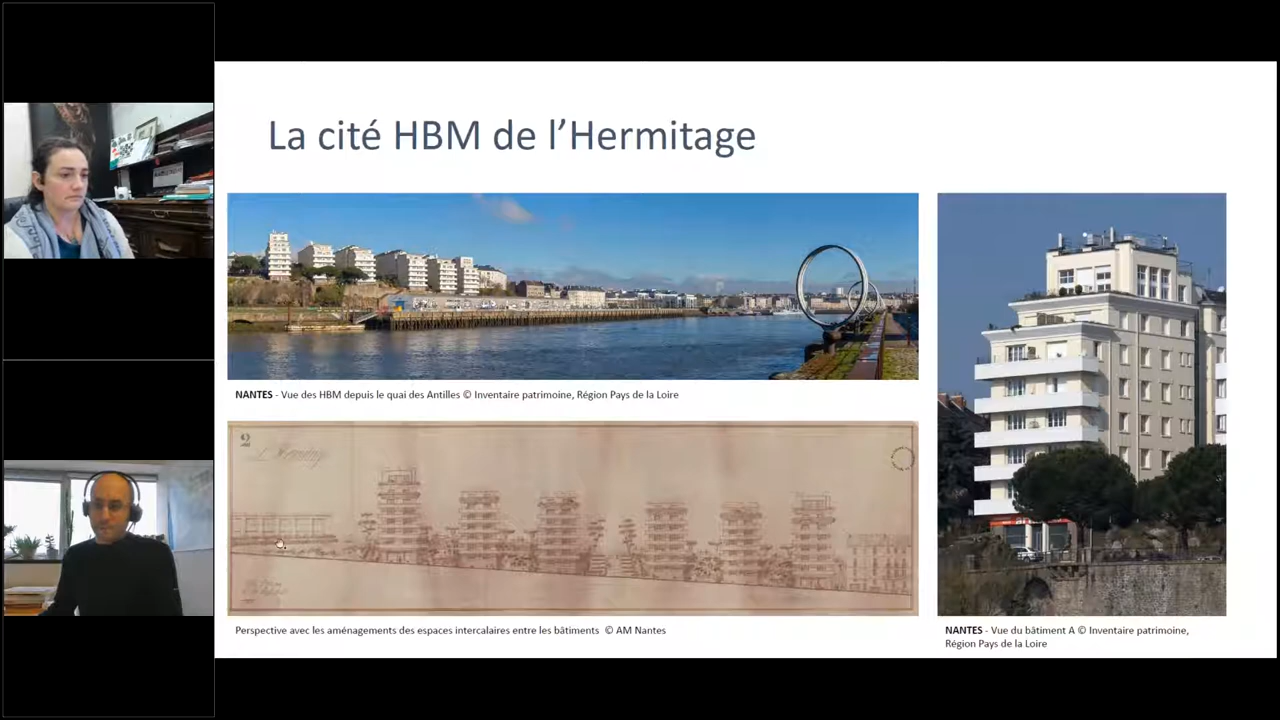 La cité HBM de l’Hermitage
NANTES - Vue des HBM depuis le quai des Antilles © Inventaire patrimoine, Région Pays de la Loire
2
L'Hermitage
Perspective avec les aménagements des espaces intercalaires entre les bâtiments © AM Nantes
NANTES - Vue du bâtiment A © Inventaire patrimoine,
Région Pays de la Loire